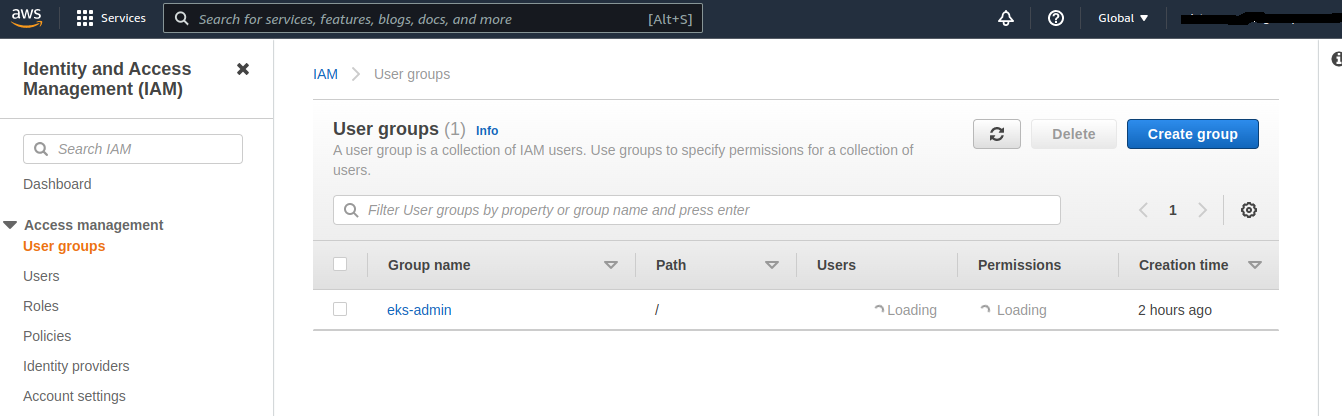 aws
Services
Search for services, features, blogs, docs, and more
[Alt+S]
Global
Identity and Access
Management (IAM)
Search IAM
Dashboard
Access management
User groups
Users
Roles
Policies
Identity providers
Account settings
IAM
User groups
User groups (1) Info
A user group is a collection of IAM users. Use groups to specify permissions for a collection of
users.
Delete
Create group
Filter User groups by property or group name and press enter
1
Group name
Path
Users
Permissions
Creation time
eks-admin
/
Loading
Loading
2 hours ago